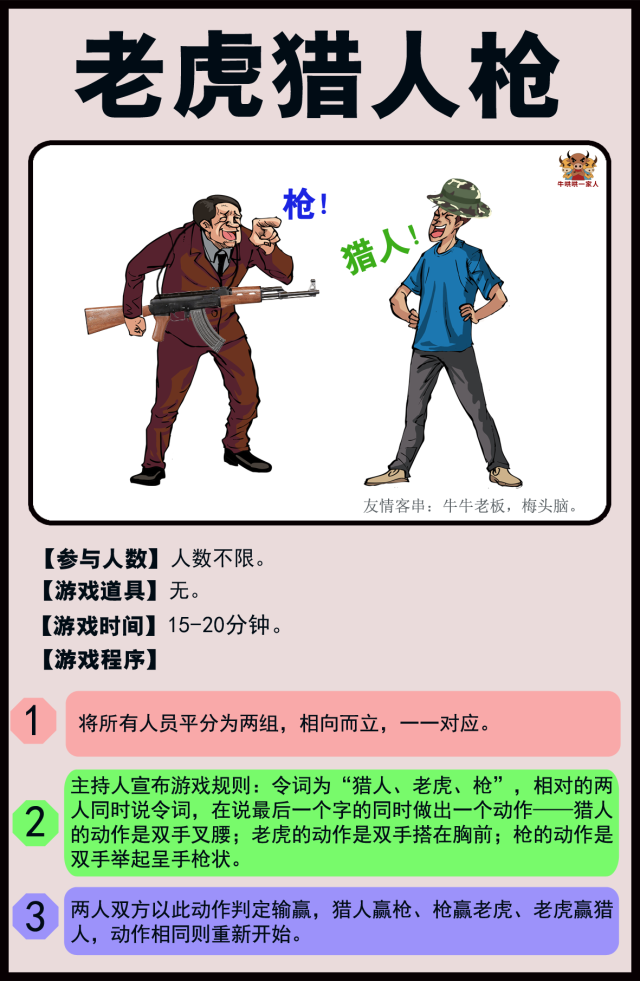 老虎猎人枪
牛哄哄一家人
枪!
猎人!
友情客串：牛牛老板，梅头脑。
【参与人数】人数不限。
【游戏道具】无。
【游戏时间】15-20分钟。
【游戏程序】
1
将所有人员平分为两组，相向而立，一一对应。
2
主持人宣布游戏规则：令词为“猎人、老虎、枪”，相对的两
人同时说令词，在说最后一个字的同时做出一个动作——猎人
的动作是双手叉腰；老虎的动作是双手搭在胸前；枪的动作是
双手举起呈手枪状。
3
两人双方以此动作判定输赢，猎人赢枪、枪赢老虎、老虎赢猎
人，动作相同则重新开始。